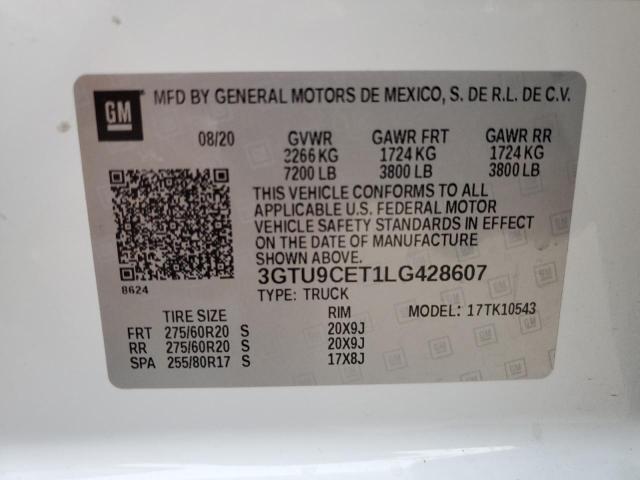 GM MFD BY GENERAL MOTORS DE MEXICO, S. DE R.L. DE C.V.
08/20 GVWR GAWR FRT GAWR RR
2266 KG 1724 KG 1724 KG
7200 LB 3800 LB 3800 LB
THIS VEHICLE CONFORMS TO ALL
APPLICABLE U.S. FEDERAL MOTOR
VEHICLE SAFETY STANDARDS IN EFFECT
ON THE DATE OF MANUFACTURE
SHOWN ABOVE.
3GTU9CET1LG428607
8624
TYPE: TRUCK MODEL: 17TK10543
TIRE SIZE RIM
FRT 275/60R20 S 20X9J
RR 275/60R20 S 20X9J
SPA 255/80R17 S 17X8J